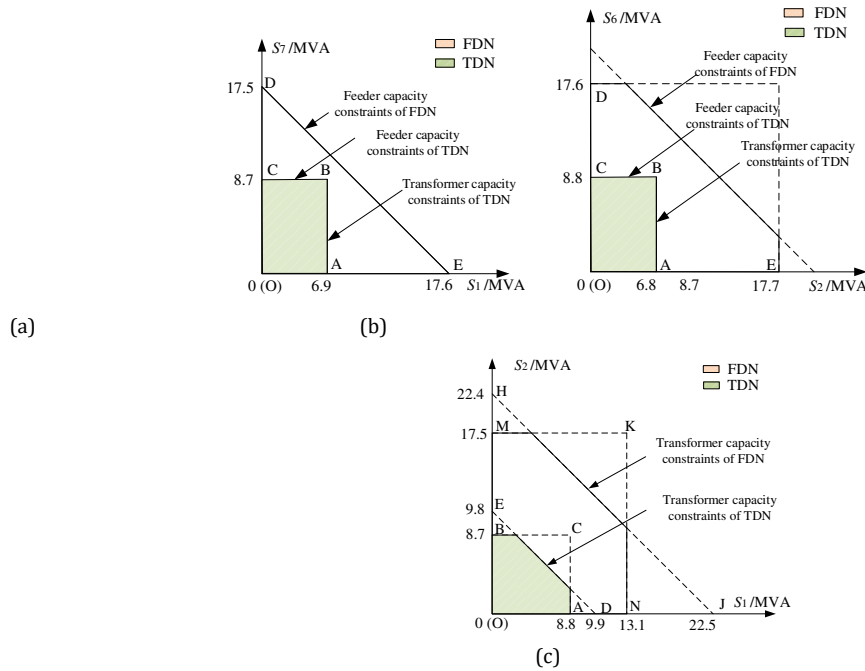 S7 /MVA
FDN
TDN
17.5
D
Feeder capacity
constraints of FDN
Feeder capacity
constraints of TDN
C
B
8.7
Transformer capacity
constraints of TDN
A
E
0 (O)
6.9
17.6
S1/MVA
(a)
S6 /MVA
FDN
TDN
Feeder capacity
constraints of FDN
17.6
D
Feeder capacity
constraints of TDN
Transformer capacity
constraints of TDN
C
B
8.8
A
E
0 (O)
6.8
8.7
17.7
S2 /MVA
(b)
S2 /MVA
FDN
TDN
H
22.4
M
K
17.5
Transformer capacity
constraints of FDN
E
9.8
Transformer capacity
constraints of TDN
B
C
8.7
A
D
N
J
S1/MVA
0 (O)
8.8
9.9
13.1
22.5
(c)